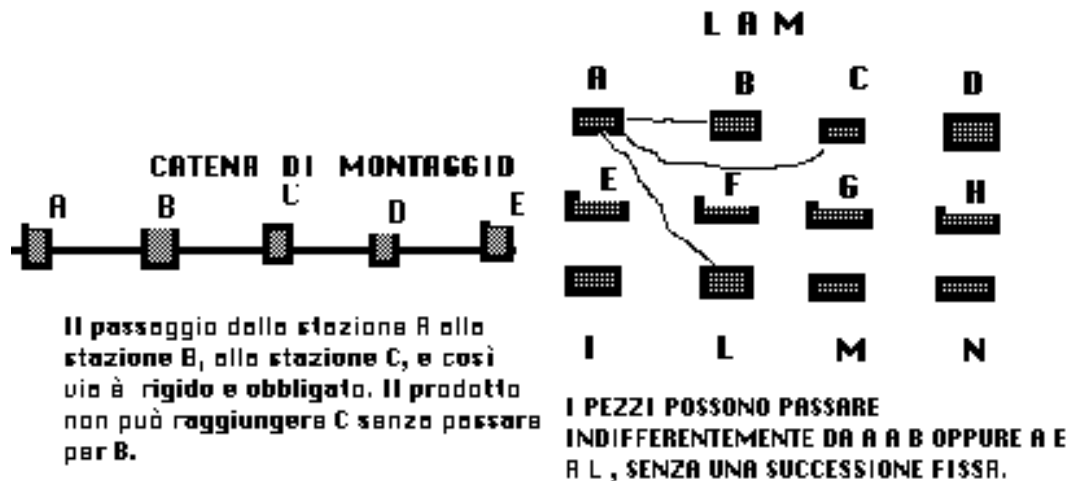 CATENA DI MONTAGGIO
A B C D E
Il passaggio dalla stazione A alla
stazione B, alla stazione C, e così
via è rigido e obbligato. Il prodotto
non può raggiungere C senza passare
per B.
L A M
A B C D
E F G H
I L M N
I PEZZI POSSONO PASSARE
INDIFFERENTEMENTE DA A A B OPPURE A E
A L , SENZA UNA SUCCESSIONE FISSA.